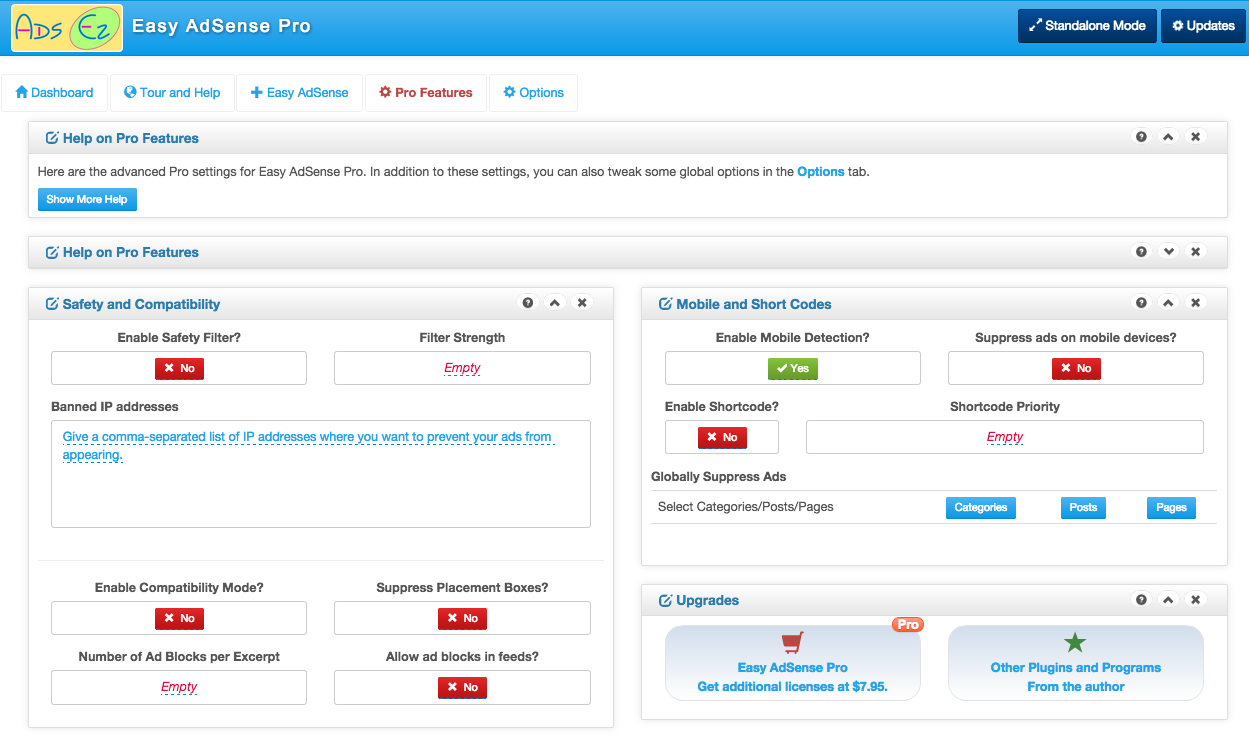 Ads Ez
Easy AdSense Pro
Standalone Mode
Updates
Dashboard
Tour and Help
Easy AdSense
Pro Features
Options
Help on Pro Features
Here are the advanced Pro settings for Easy AdSense Pro. In addition to these settings, you can also tweak some global options in the Options tab.
Show More Help
Help on Pro Features
Safety and Compatibility
Enable Safety Filter?
Filter Strength
No
Empty
Banned IP addresses
Give a comma-separated list of IP addresses where you want to prevent your ads from
appearing.
Enable Compatibility Mode?
Suppress Placement Boxes?
No
No
Number of Ad Blocks per Excerpt
Allow ad blocks in feeds?
Empty
No
Mobile and Short Codes
Enable Mobile Detection?
Suppress ads on mobile devices?
Yes
No
Enable Shortcode?
Shortcode Priority
No
Empty
Globally Suppress Ads
Select Categories/Posts/Pages
Categories
Posts
Pages
Upgrades
Pro
Easy AdSense Pro
Get additional licenses at $7.95.
Other Plugins and Programs
From the author